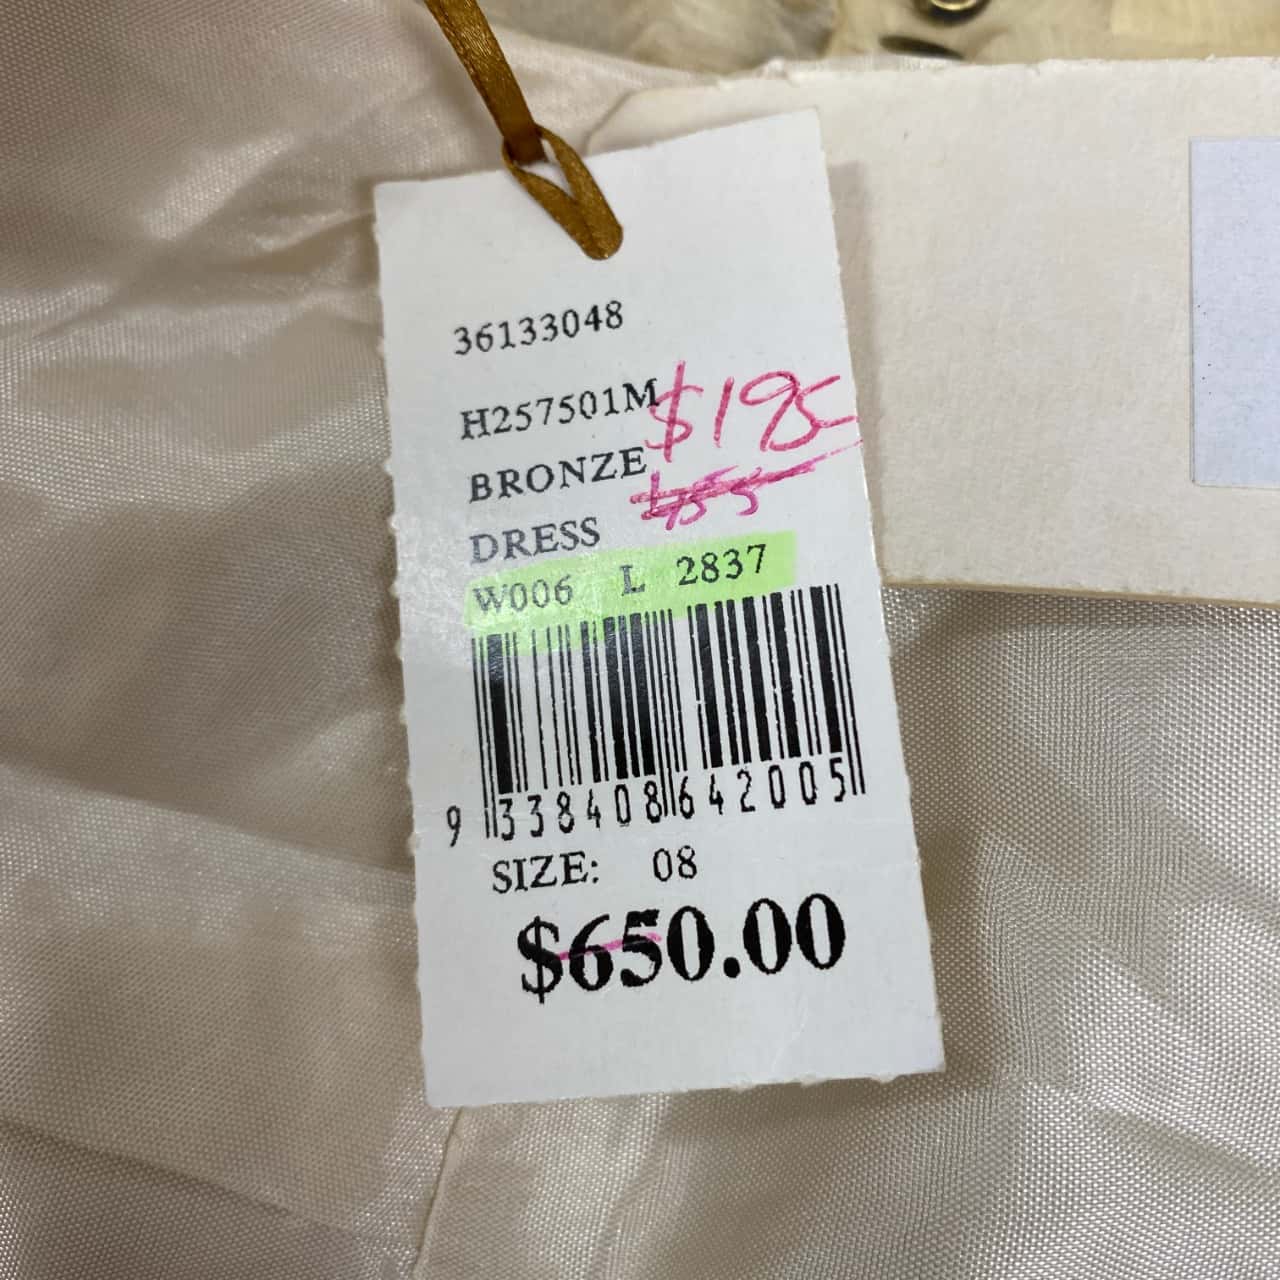 36133048
H257501M
$195-
BRONZE
DRESS
W006 L 2837
9 338408 642005
SIZE: 08
$650.00